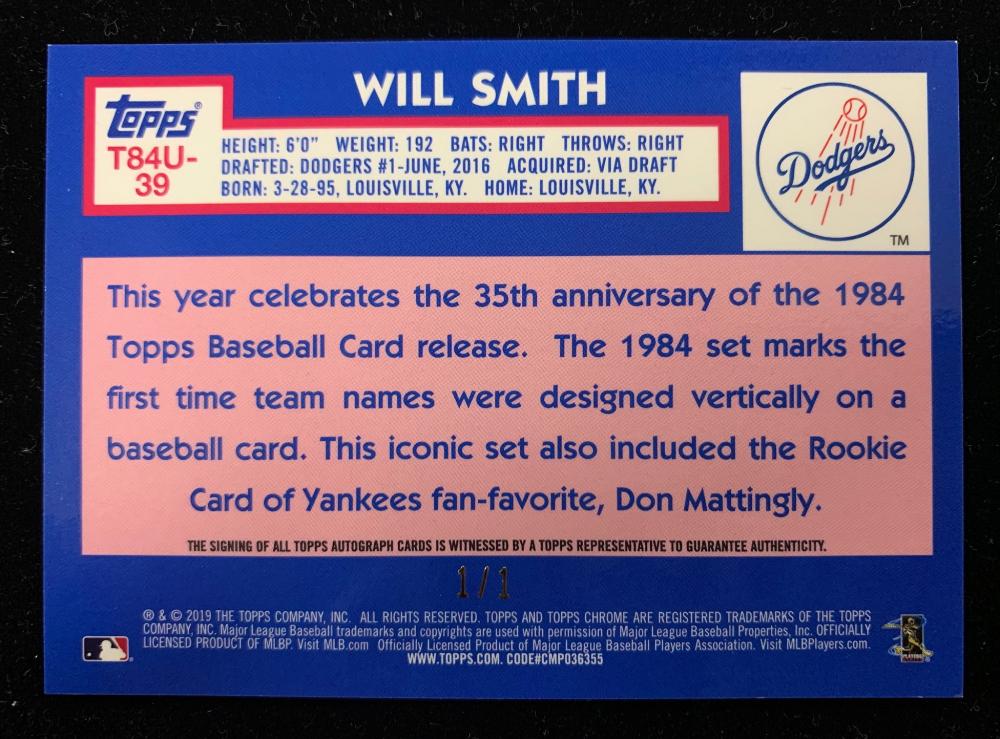 WILL SMITH
Topps®
T84U-
39
HEIGHT: 6'0" WEIGHT: 192 BATS: RIGHT THROWS: RIGHT
DRAFTED: DODGERS #1-JUNE, 2016 ACQUIRED: VIA DRAFT
BORN: 3-28-95, LOUISVILLE, KY. HOME: LOUISVILLE, KY.
Dodgers
TM
This year celebrates the 35th anniversary of the 1984
Topps Baseball Card release. The 1984 set marks the
first time team names were designed vertically on a
baseball card. This iconic set also included the Rookie
Card of Yankees fan-favorite, Don Mattingly.
THE SIGNING OF ALL TOPPS AUTOGRAPH CARDS IS WITNESSED BY A TOPPS REPRESENTATIVE TO GUARANTEE AUTHENTICITY.
1/1
® & © 2019 THE TOPPS COMPANY, INC. ALL RIGHTS RESERVED. TOPPS AND TOPPS CHROME ARE REGISTERED TRADEMARKS OF THE TOPPS
COMPANY, INC. Major League Baseball trademarks and copyrights are used with permission of Major League Baseball Properties, Inc. OFFICIALLY
LICENSED PRODUCT OF MLBP. Visit MLB.com Officially Licensed Product of Major League Baseball Players Association. Visit MLBPlayers.com.
WWW.TOPPS.COM. CODE#CMP036355